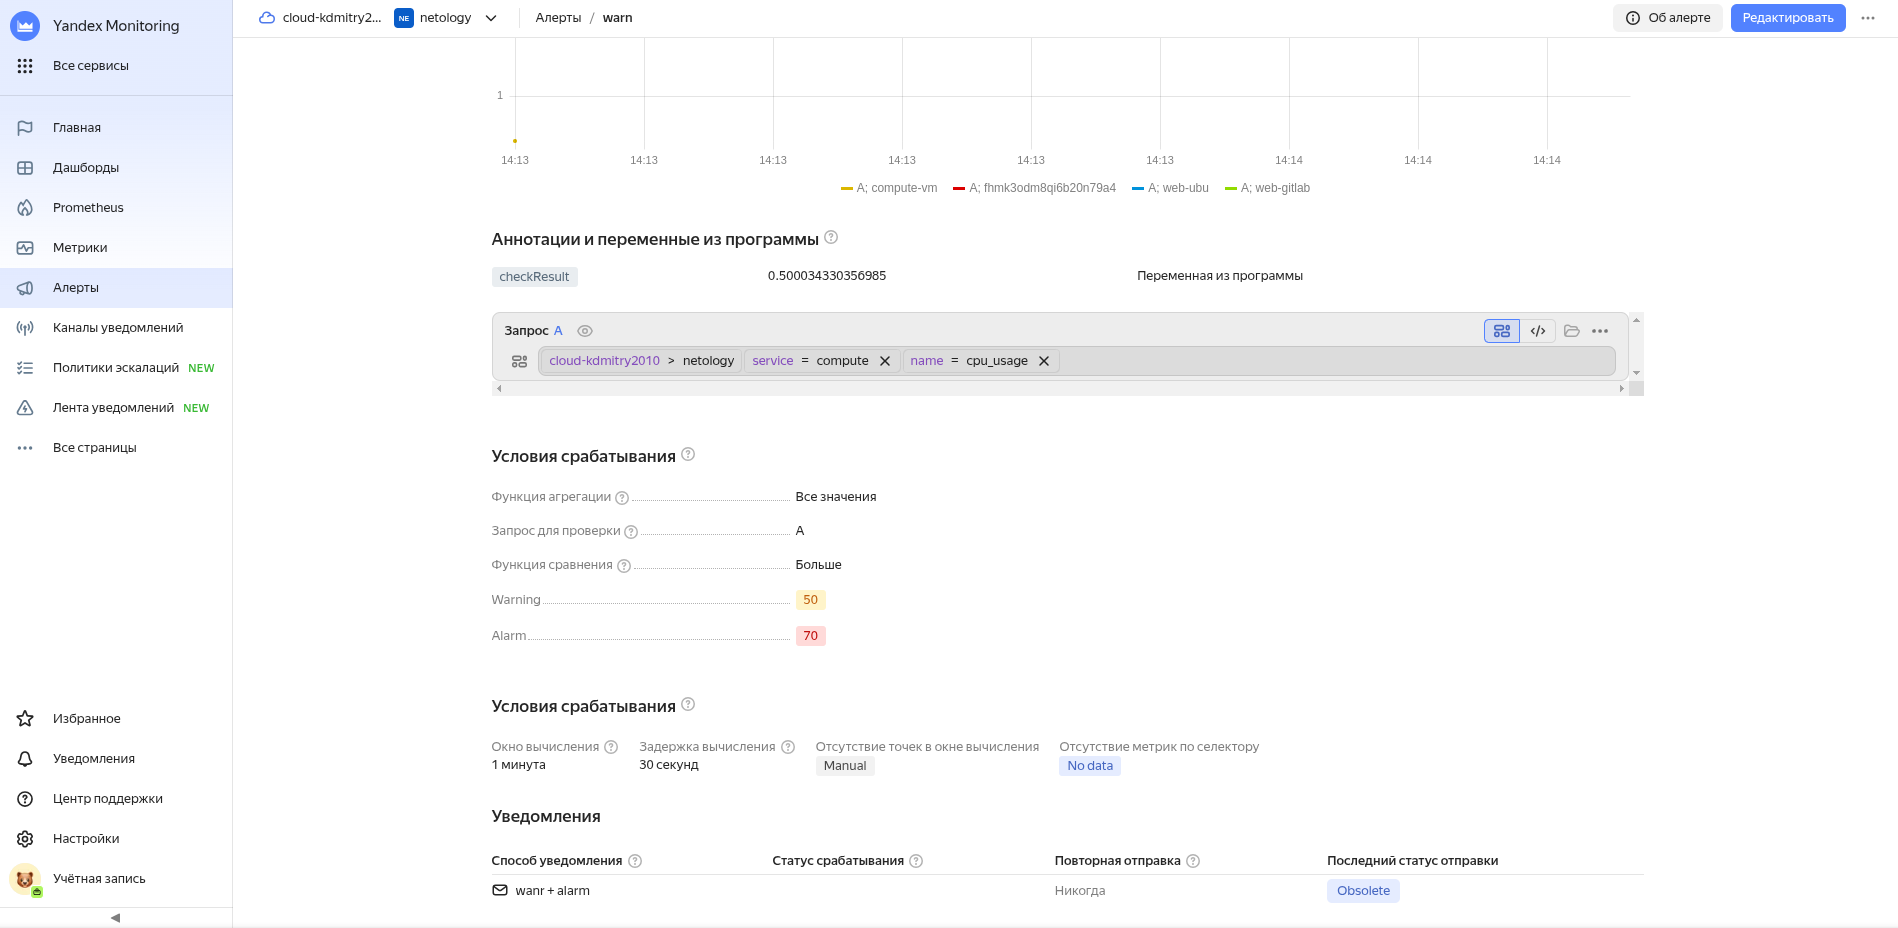 Yandex Monitoring
Все сервисы
Главная
Дашборды
Prometheus
Метрики
Алерты
Каналы уведомлений
Политики эскалаций NEW
Лента уведомлений NEW
Все страницы
Избранное
Уведомления
Центр поддержки
Настройки
Учётная запись
cloud-kdmitry2... NE netology Алерты / warn
Об алерте Редактировать
1
14:13 14:13 14:13 14:13 14:13 14:13 14:14 14:14 14:14
A; compute-vm A; fhmk3odm8qi6b20n79a4 A; web-ubu A; web-gitlab
Аннотации и переменные из программы
checkResult 0.500034330356985 Переменная из программы
Запрос A
cloud-kdmitry2010 > netology service = compute name = cpu_usage
Условия срабатывания
Функция агрегации Все значения
Запрос для проверки A
Функция сравнения Больше
Warning 50
Alarm 70
Условия срабатывания
Окно вычисления Задержка вычисления Отсутствие точек в окне вычисления Отсутствие метрик по селектору
1 минута 30 секунд Manual No data
Уведомления
Способ уведомления Статус срабатывания Повторная отправка Последний статус отправки
wanr + alarm Никогда Obsolete